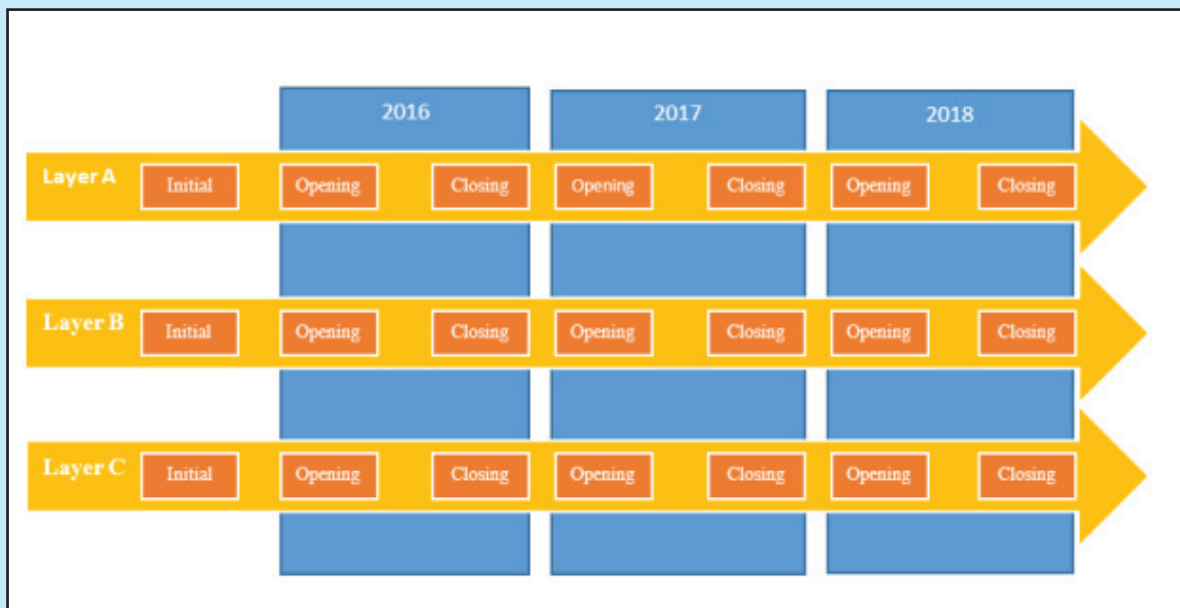 2016 2017 2018
Layer A Initial Opening Closing Opening Closing Opening Closing
Layer B Initial Opening Closing Opening Closing Opening Closing
Layer C Initial Opening Closing Opening Closing Opening Closing